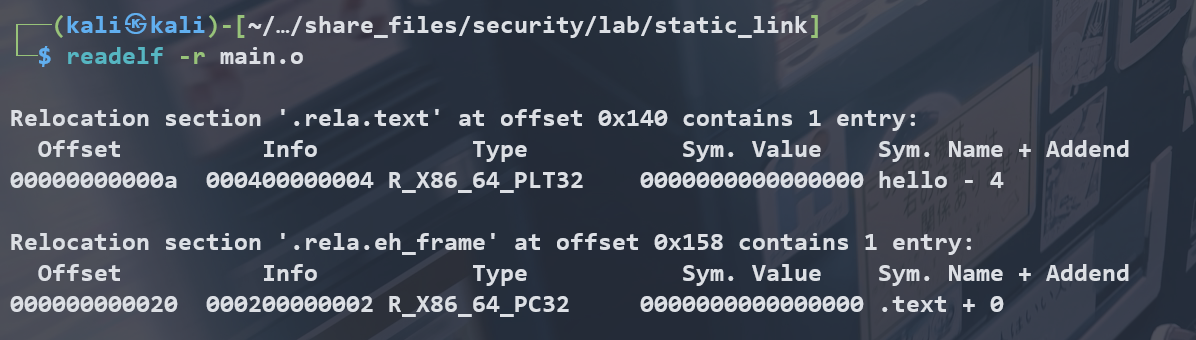 ┌──(kali㉿kali)-[~/…/share_files/security/lab/static_link]
└─$ readelf -r main.o
Relocation section '.rela.text' at offset 0x140 contains 1 entry:
Offset Info Type Sym. Value Sym. Name + Addend
00000000000a 000400000004 R_X86_64_PLT32 0000000000000000 hello - 4
Relocation section '.rela.eh_frame' at offset 0x158 contains 1 entry:
Offset Info Type Sym. Value Sym. Name + Addend
000000000020 000200000002 R_X86_64_PC32 0000000000000000 .text + 0